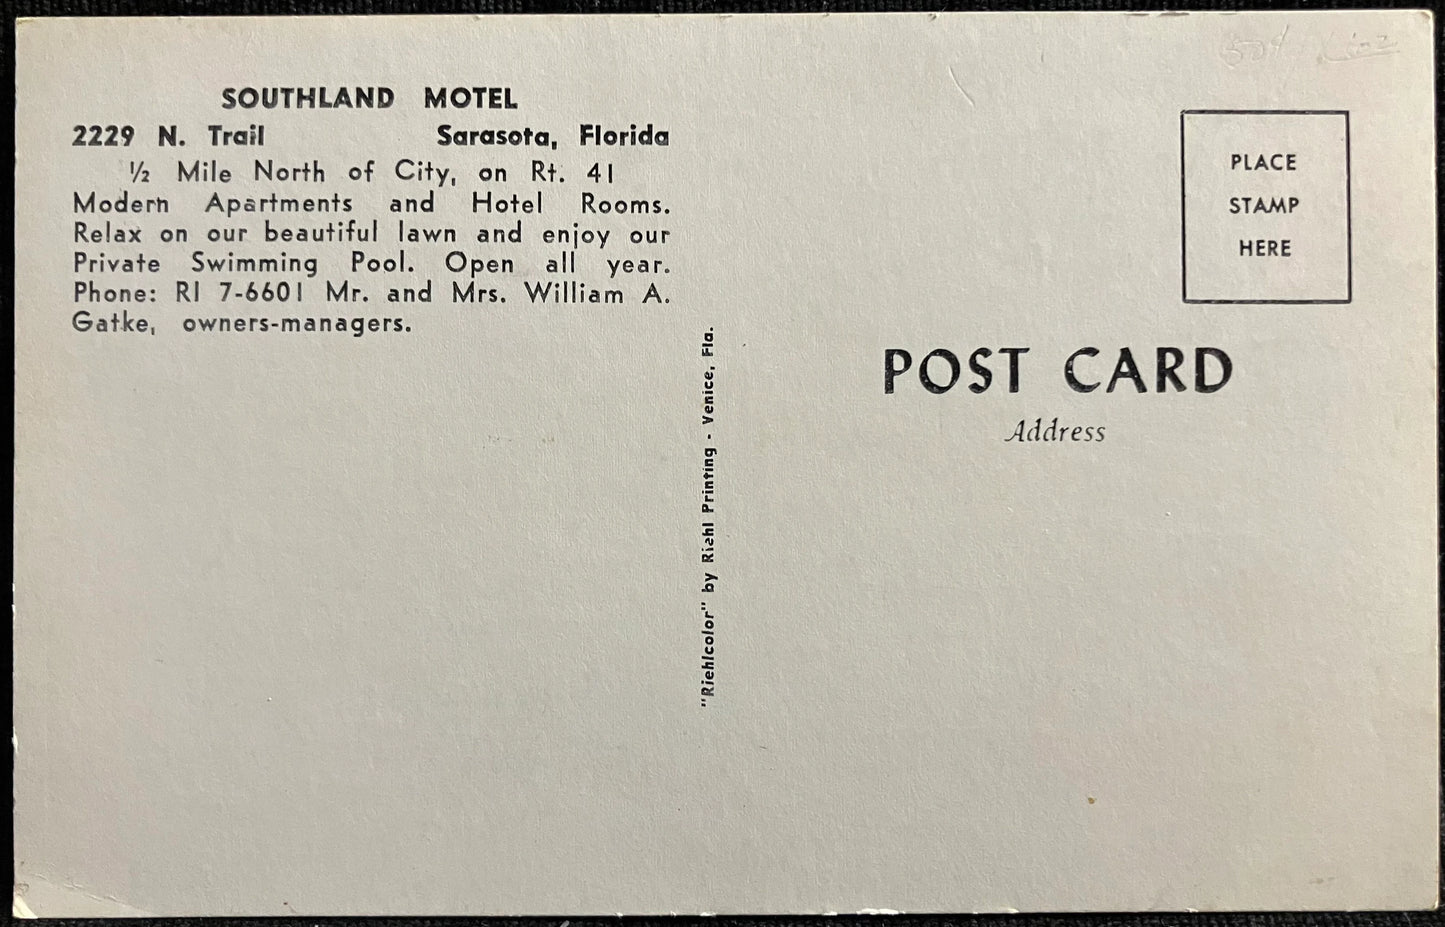 SOUTHLAND MOTEL
2229 N. Trail Sarasota, Florida
½ Mile North of City, on Rt. 41
Modern Apartments and Hotel Rooms.
Relax on our beautiful lawn and enjoy our
Private Swimming Pool. Open all year.
Phone: RI 7-6601 Mr. and Mrs. William A.
Gatke, owners-managers.
"Riehlcolor" by Riehl Printing - Venice, Fla.
PLACE
STAMP
HERE
POST CARD
Address